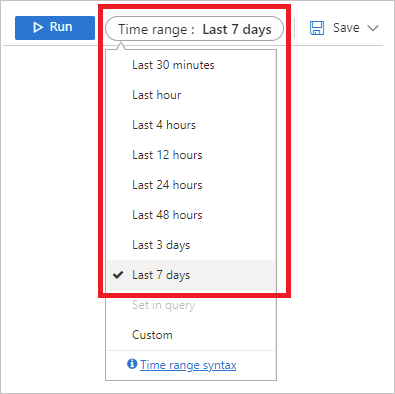 Run Time range : Last 7 days Save
Last 30 minutes
Last hour
Last 4 hours
Last 12 hours
Last 24 hours
Last 48 hours
Last 3 days
Last 7 days
Set in query
Custom
Time range syntax